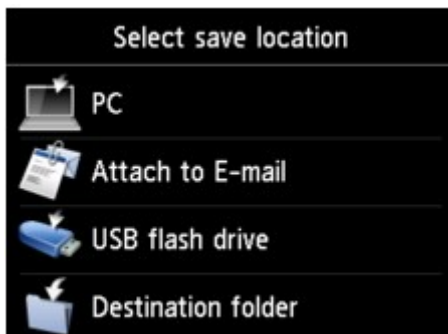 Select save location
PC
Attach to E-mail
USB flash drive
Destination folder